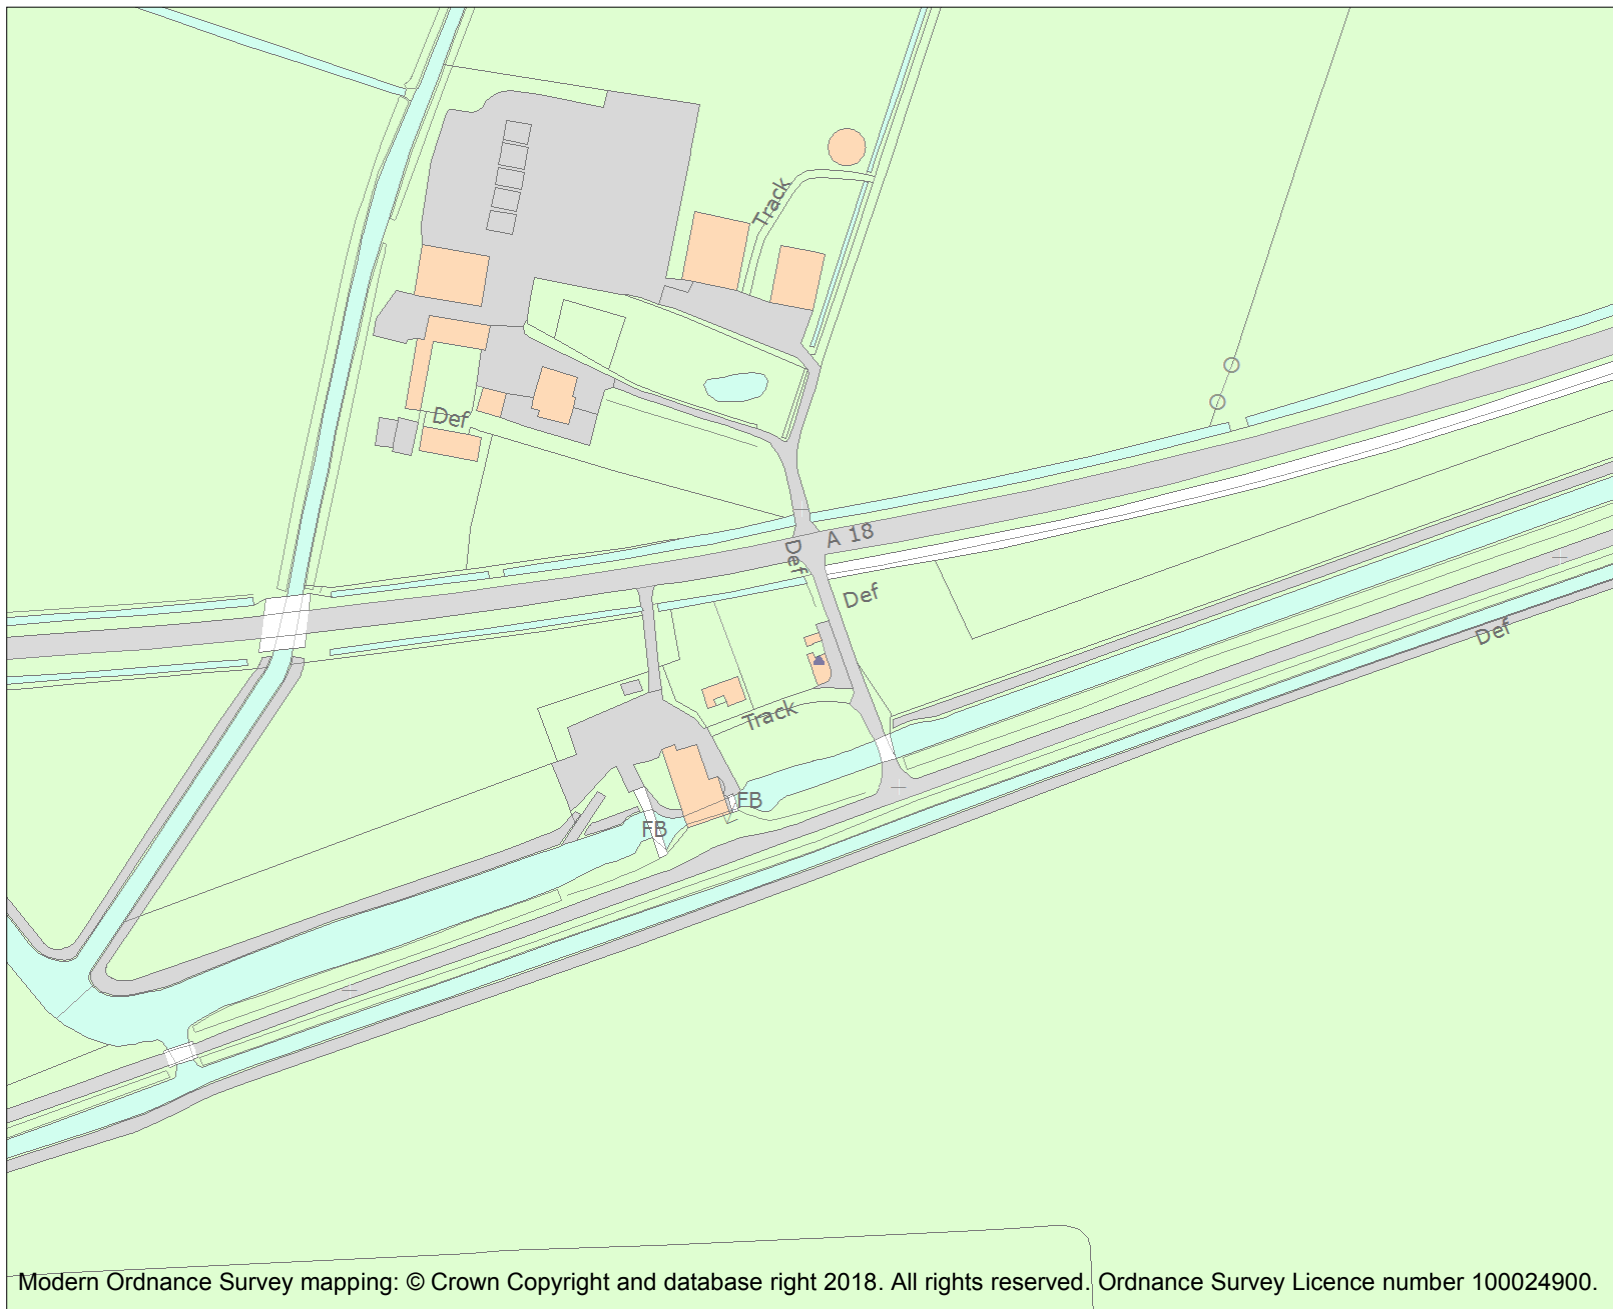 Track
Def
A 18
Def
Def
Def
Track
FB
FB
Modern Ordnance Survey mapping: © Crown Copyright and database right 2018. All rights reserved. Ordnance Survey Licence number 100024900.